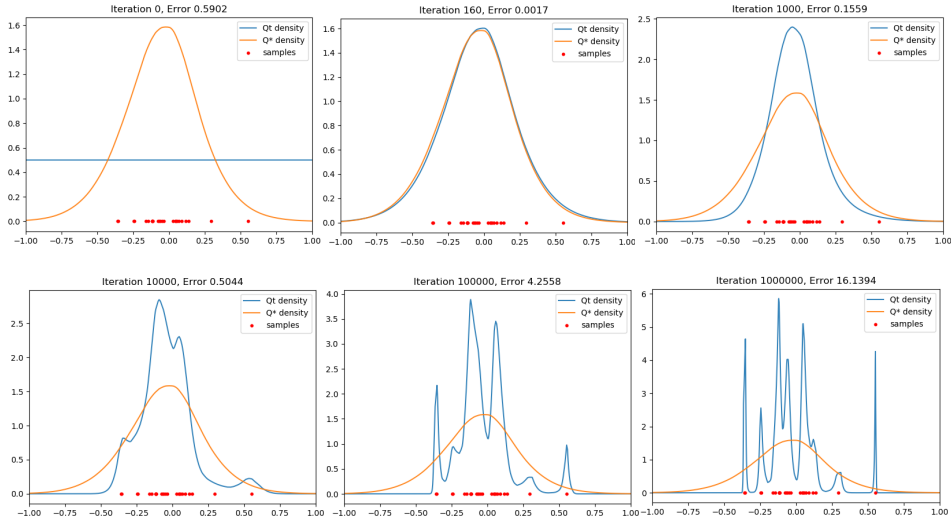 Iteration 0, Error 0.5902
Qt density
Q* density
samples
1.6
1.4
1.2
1.0
0.8
0.6
0.4
0.2
0.0
−1.00 −0.75 −0.50 −0.25 0.00 0.25 0.50 0.75 1.00
Iteration 160, Error 0.0017
Qt density
Q* density
samples
1.6
1.4
1.2
1.0
0.8
0.6
0.4
0.2
0.0
−1.00 −0.75 −0.50 −0.25 0.00 0.25 0.50 0.75 1.00
Iteration 1000, Error 0.1559
Qt density
Q* density
samples
2.5
2.0
1.5
1.0
0.5
0.0
−1.00 −0.75 −0.50 −0.25 0.00 0.25 0.50 0.75 1.00
Iteration 10000, Error 0.5044
Qt density
Q* density
samples
2.5
2.0
1.5
1.0
0.5
0.0
−1.00 −0.75 −0.50 −0.25 0.00 0.25 0.50 0.75 1.00
Iteration 100000, Error 4.2558
Qt density
Q* density
samples
4.0
3.5
3.0
2.5
2.0
1.5
1.0
0.5
0.0
−1.00 −0.75 −0.50 −0.25 0.00 0.25 0.50 0.75 1.00
Iteration 1000000, Error 16.1394
Qt density
Q* density
samples
6
5
4
3
2
1
0
−1.00 −0.75 −0.50 −0.25 0.00 0.25 0.50 0.75 1.00